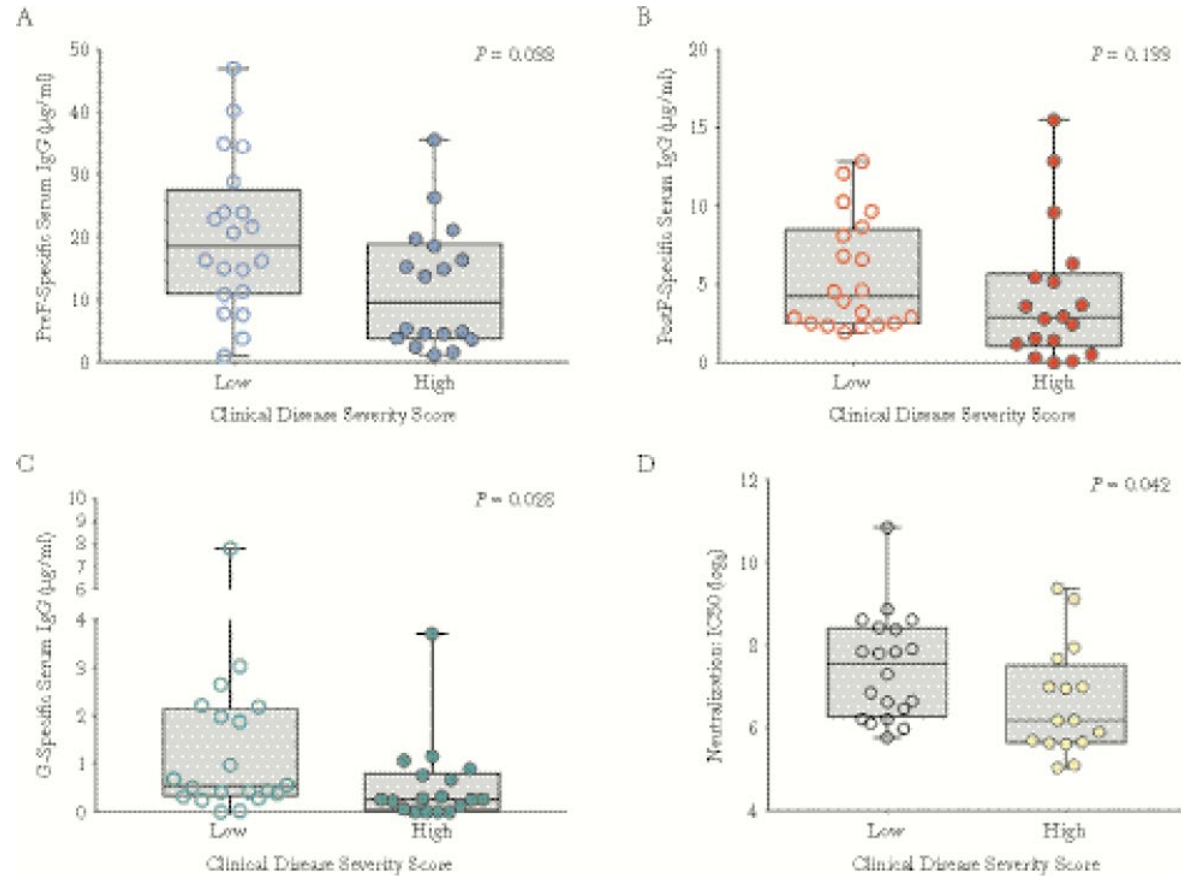 A
P = 0.098
PreF-Specific Serum IgG (μg/ml)
50
40
30
20
10
0
Low
High
Clinical Disease Severity Score
B
P = 0.199
PostF-Specific Serum IgG (μg/ml)
20
15
10
5
0
Low
High
Clinical Disease Severity Score
C
P = 0.028
G-Specific Serum IgG (μg/ml)
10
9
8
7
6
4
3
2
1
0
Low
High
Clinical Disease Severity Score
D
P = 0.042
Neutralization: IC50 (log₂)
12
10
8
6
4
Low
High
Clinical Disease Severity Score